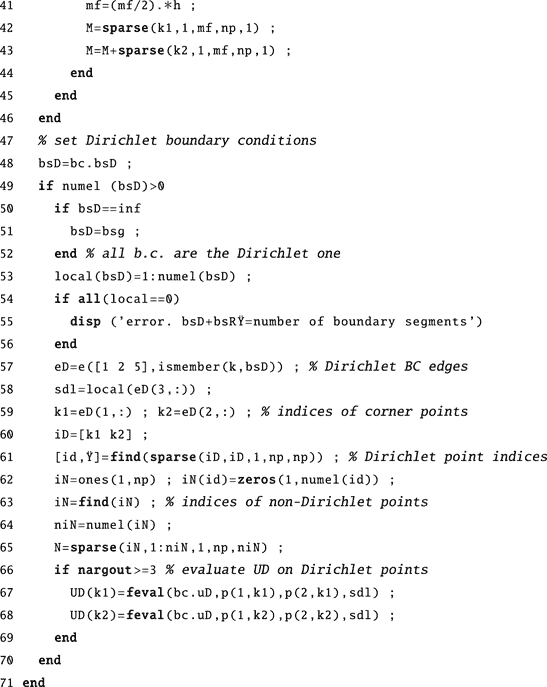 41 mf=(mf/2).*h ;
42 M=sparse(k1,1,mf,np,1) ;
43 M=M+sparse(k2,1,mf,np,1) ;
44 end
45 end
46 end
47 % set Dirichlet boundary conditions
48 bsD=bc.bsD ;
49 if numel (bsD)>0
50 if bsD==inf
51 bsD=bsg ;
52 end % all b.c. are the Dirichlet one
53 local(bsD)=1:numel(bsD) ;
54 if all(local==0)
55 disp ('error. bsD+bsRŸ=number of boundary segments')
56 end
57 eD=e([1 2 5],ismember(k,bsD)) ; % Dirichlet BC edges
58 sdl=local(eD(3,:)) ;
59 k1=eD(1,:) ; k2=eD(2,:) ; % indices of corner points
60 iD=[k1 k2] ;
61 [id,Ÿ]=find(sparse(iD,iD,1,np,np)) ; % Dirichlet point indices
62 iN=ones(1,np) ; iN(id)=zeros(1,numel(id)) ;
63 iN=find(iN) ; % indices of non-Dirichlet points
64 niN=numel(iN) ;
65 N=sparse(iN,1:niN,1,np,niN) ;
66 if nargout>=3 % evaluate UD on Dirichlet points
67 UD(k1)=feval(bc.uD,p(1,k1),p(2,k1),sdl) ;
68 UD(k2)=feval(bc.uD,p(1,k2),p(2,k2),sdl) ;
69 end
70 end
71 end